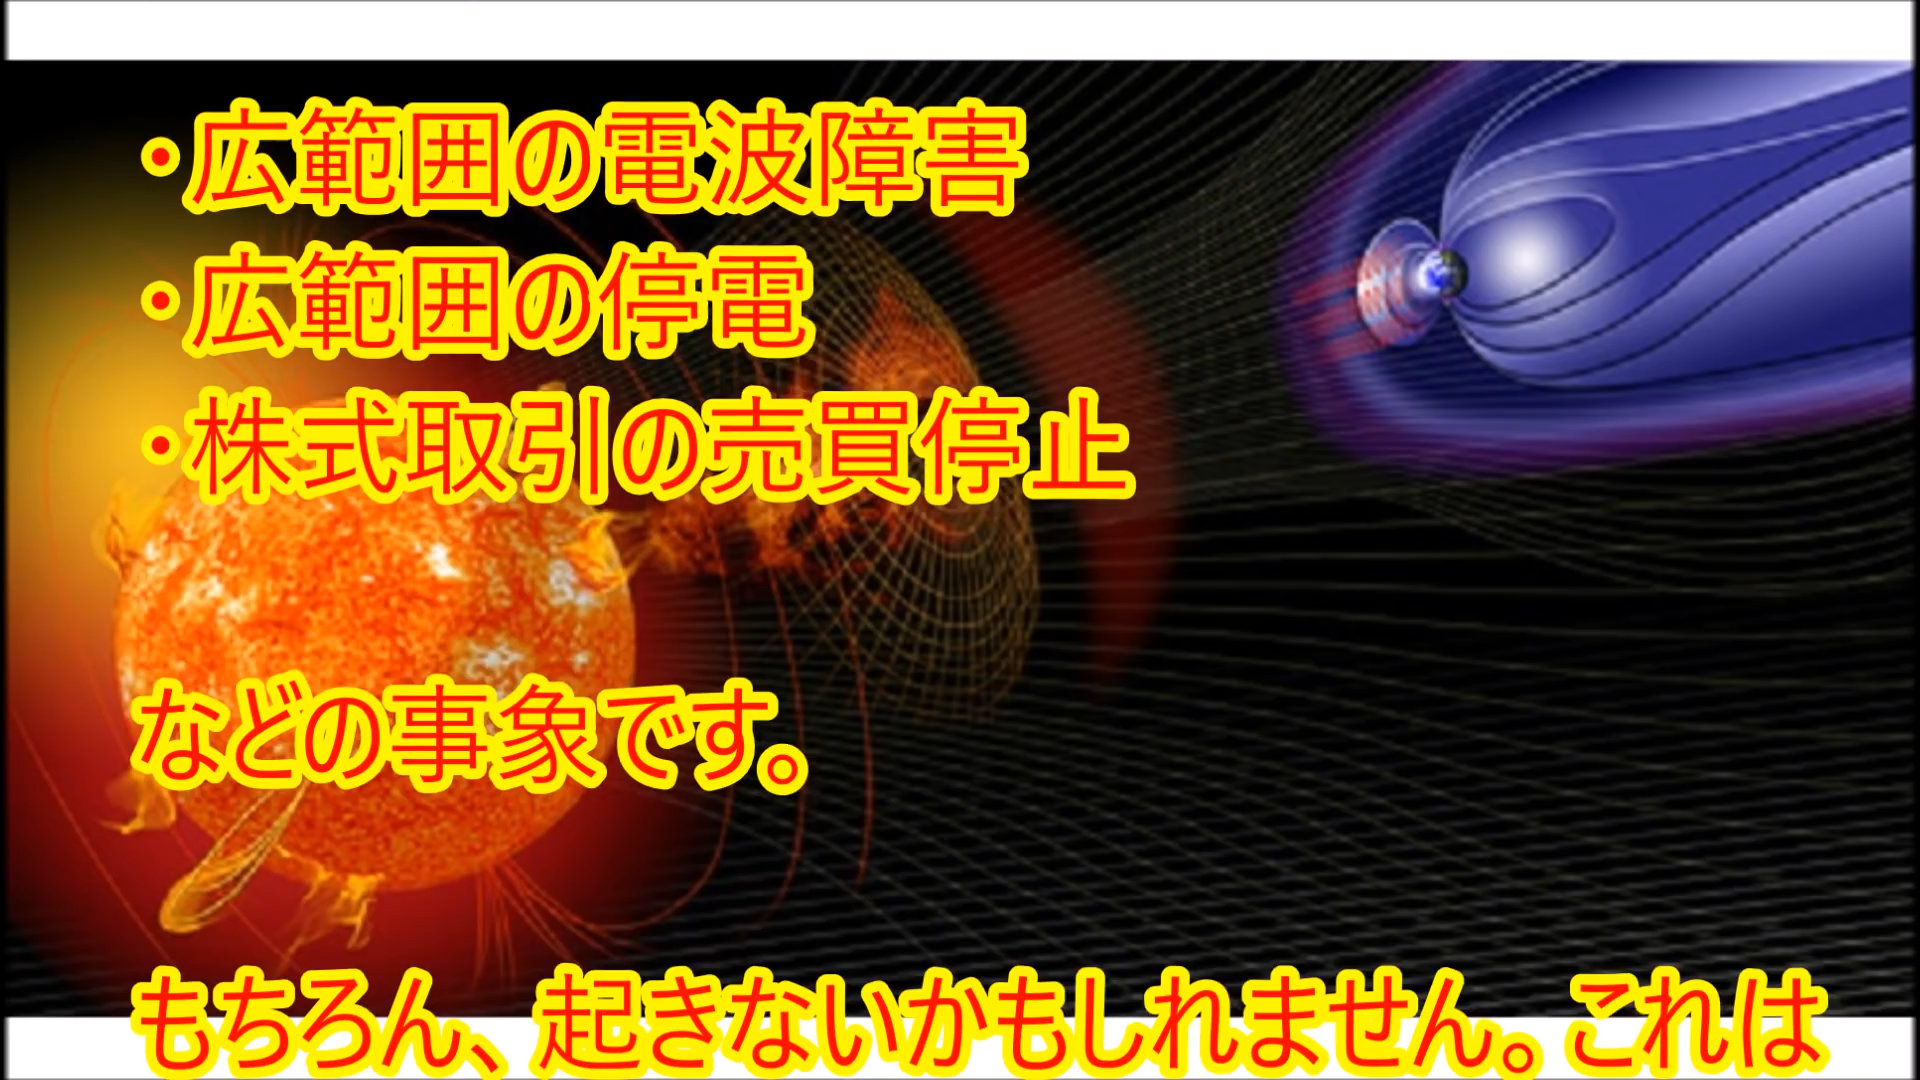 ・広範囲の電波障害
・広範囲の停電
・株式取引の売買停止
などの事象です。
もちろん、起きないかもしれません。これは